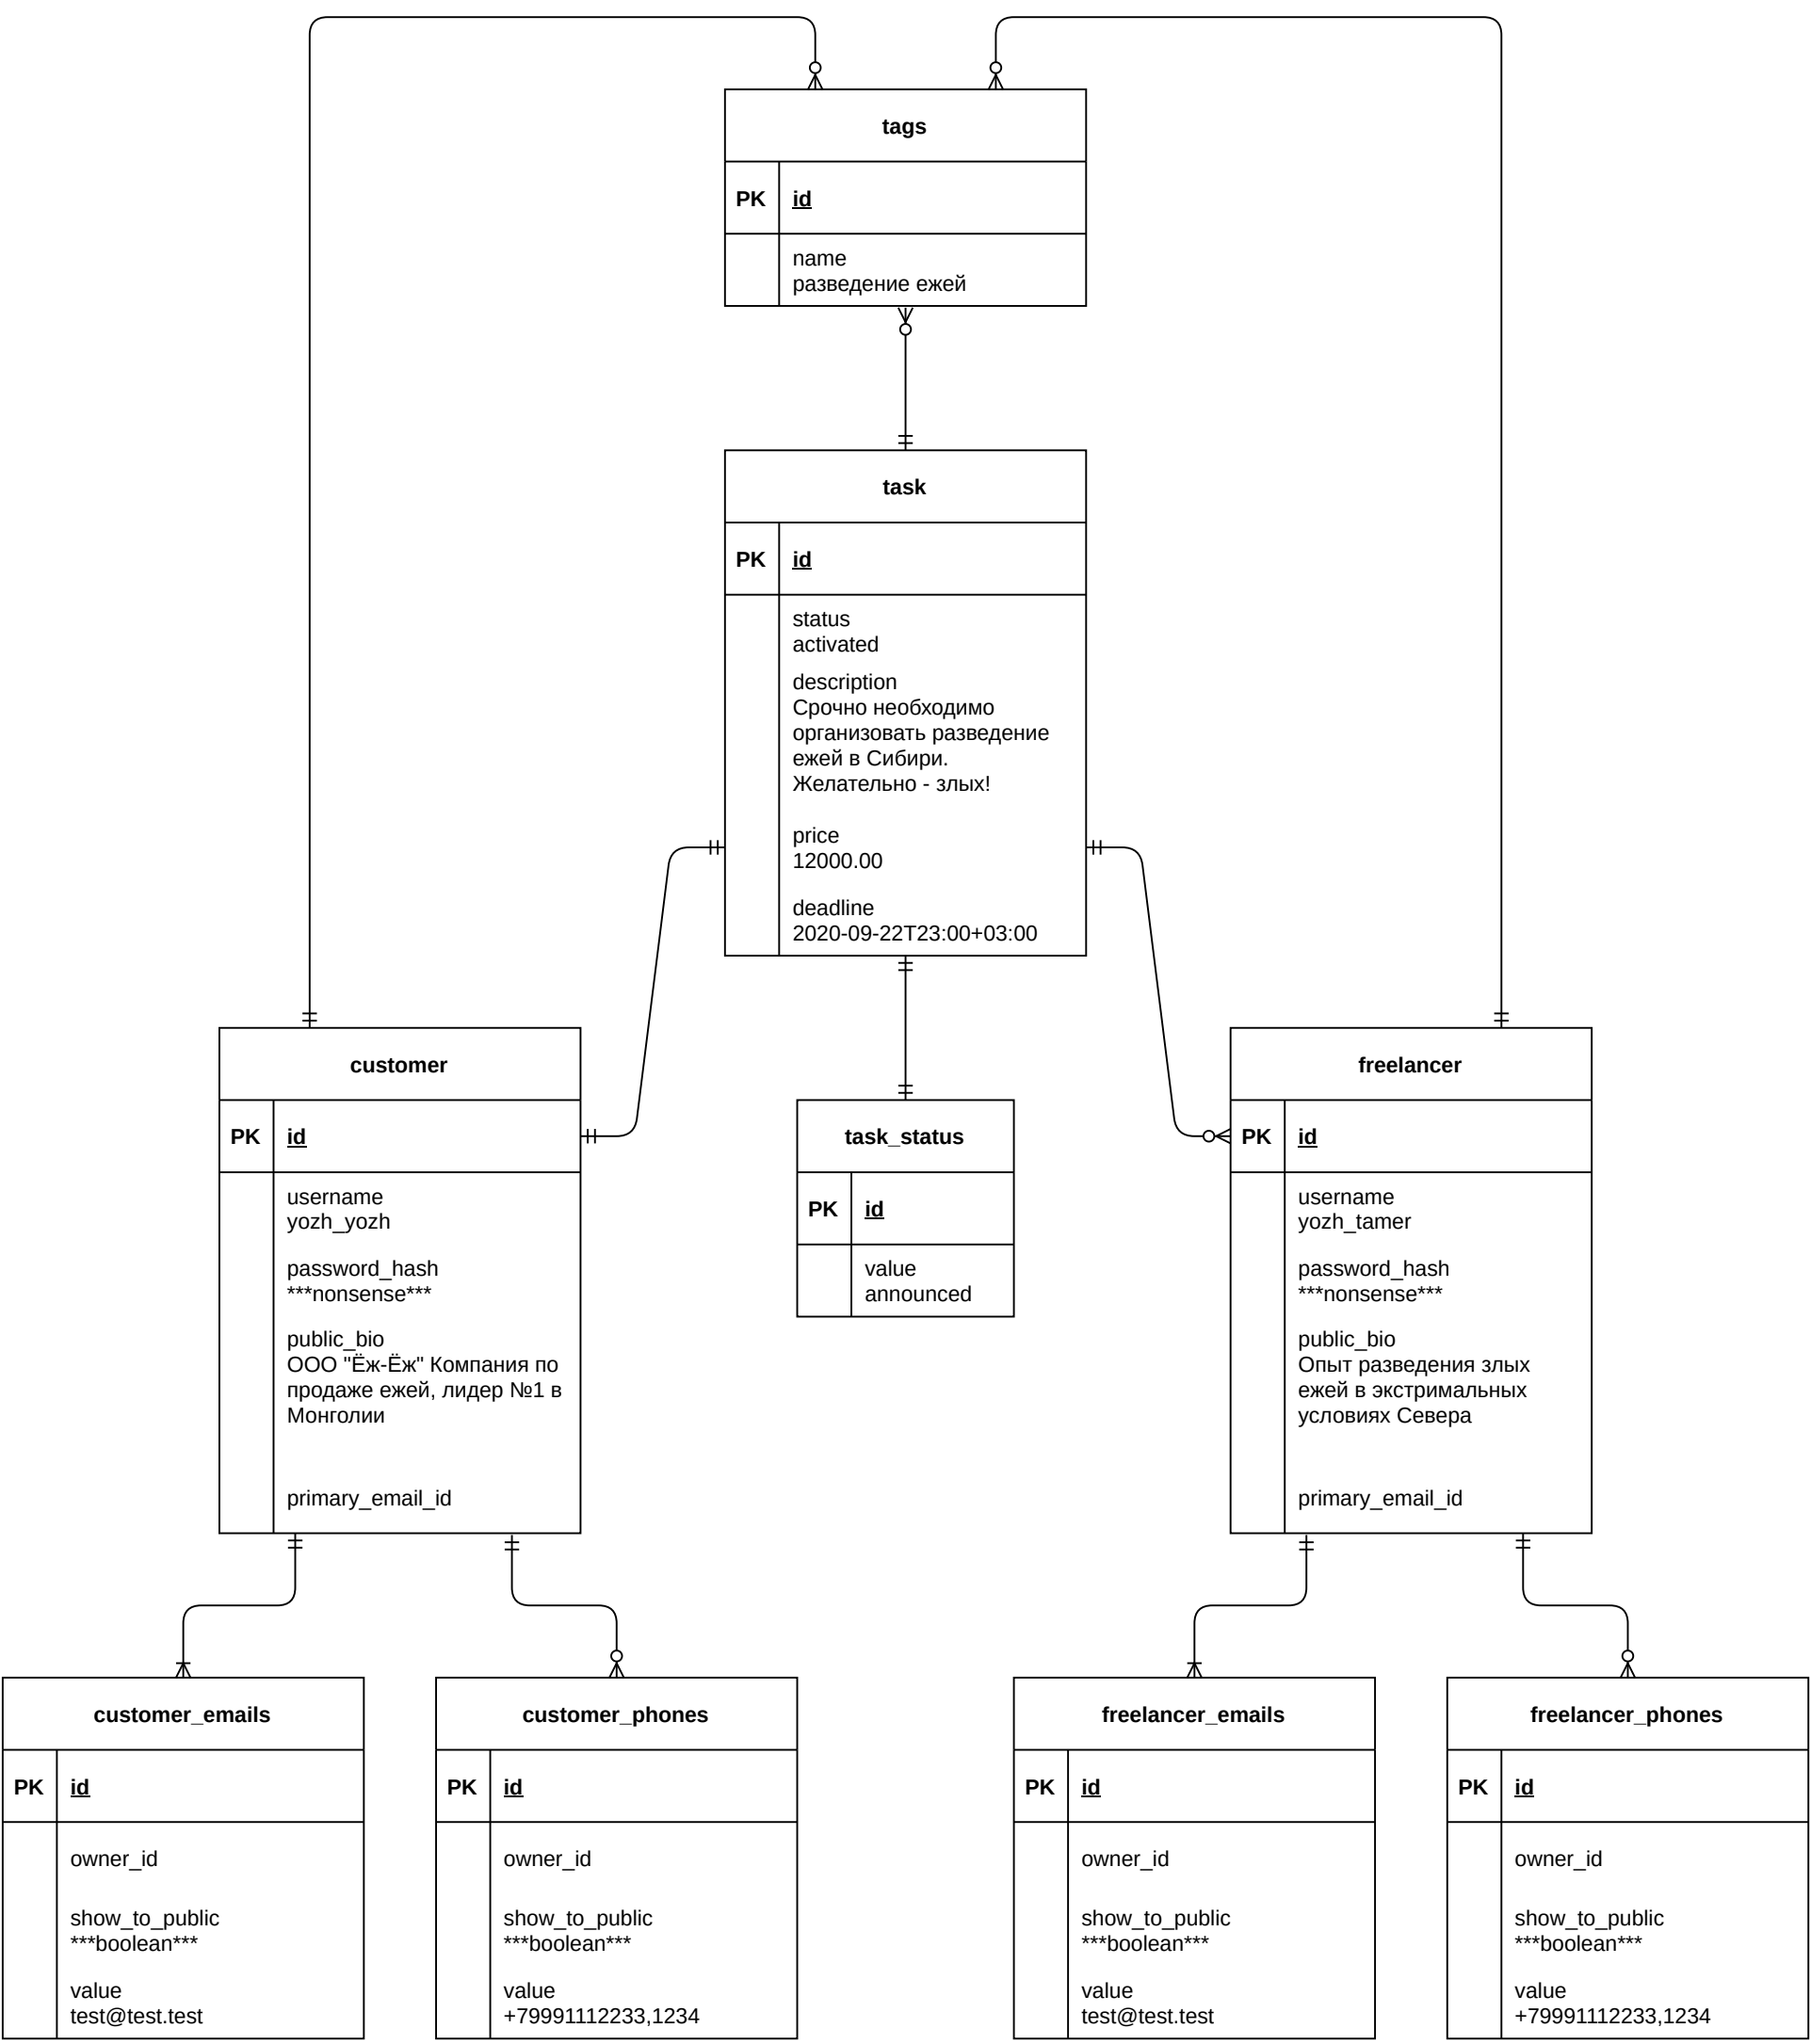 tags
PK
id
name
разведение ежей
task
PK
id
status
activated
description
Срочно необходимо
организовать разведение
ежей в Сибири.
Желательно - злых!
price
12000.00
deadline
2020-09-22T23:00+03:00
customer
PK
id
username
yozh_yozh
password_hash
***nonsense***
public_bio
ООО "Ёж-Ёж" Компания по
продаже ежей, лидер №1 в
Монголии
primary_email_id
task_status
PK
id
value
announced
freelancer
PK
id
username
yozh_tamer
password_hash
***nonsense***
public_bio
Опыт разведения злых
ежей в экстримальных
условиях Севера
primary_email_id
customer_emails
PK
id
owner_id
show_to_public
***boolean***
value
test@test.test
customer_phones
PK
id
owner_id
show_to_public
***boolean***
value
+79991112233,1234
freelancer_emails
PK
id
owner_id
show_to_public
***boolean***
value
test@test.test
freelancer_phones
PK
id
owner_id
show_to_public
***boolean***
value
+79991112233,1234